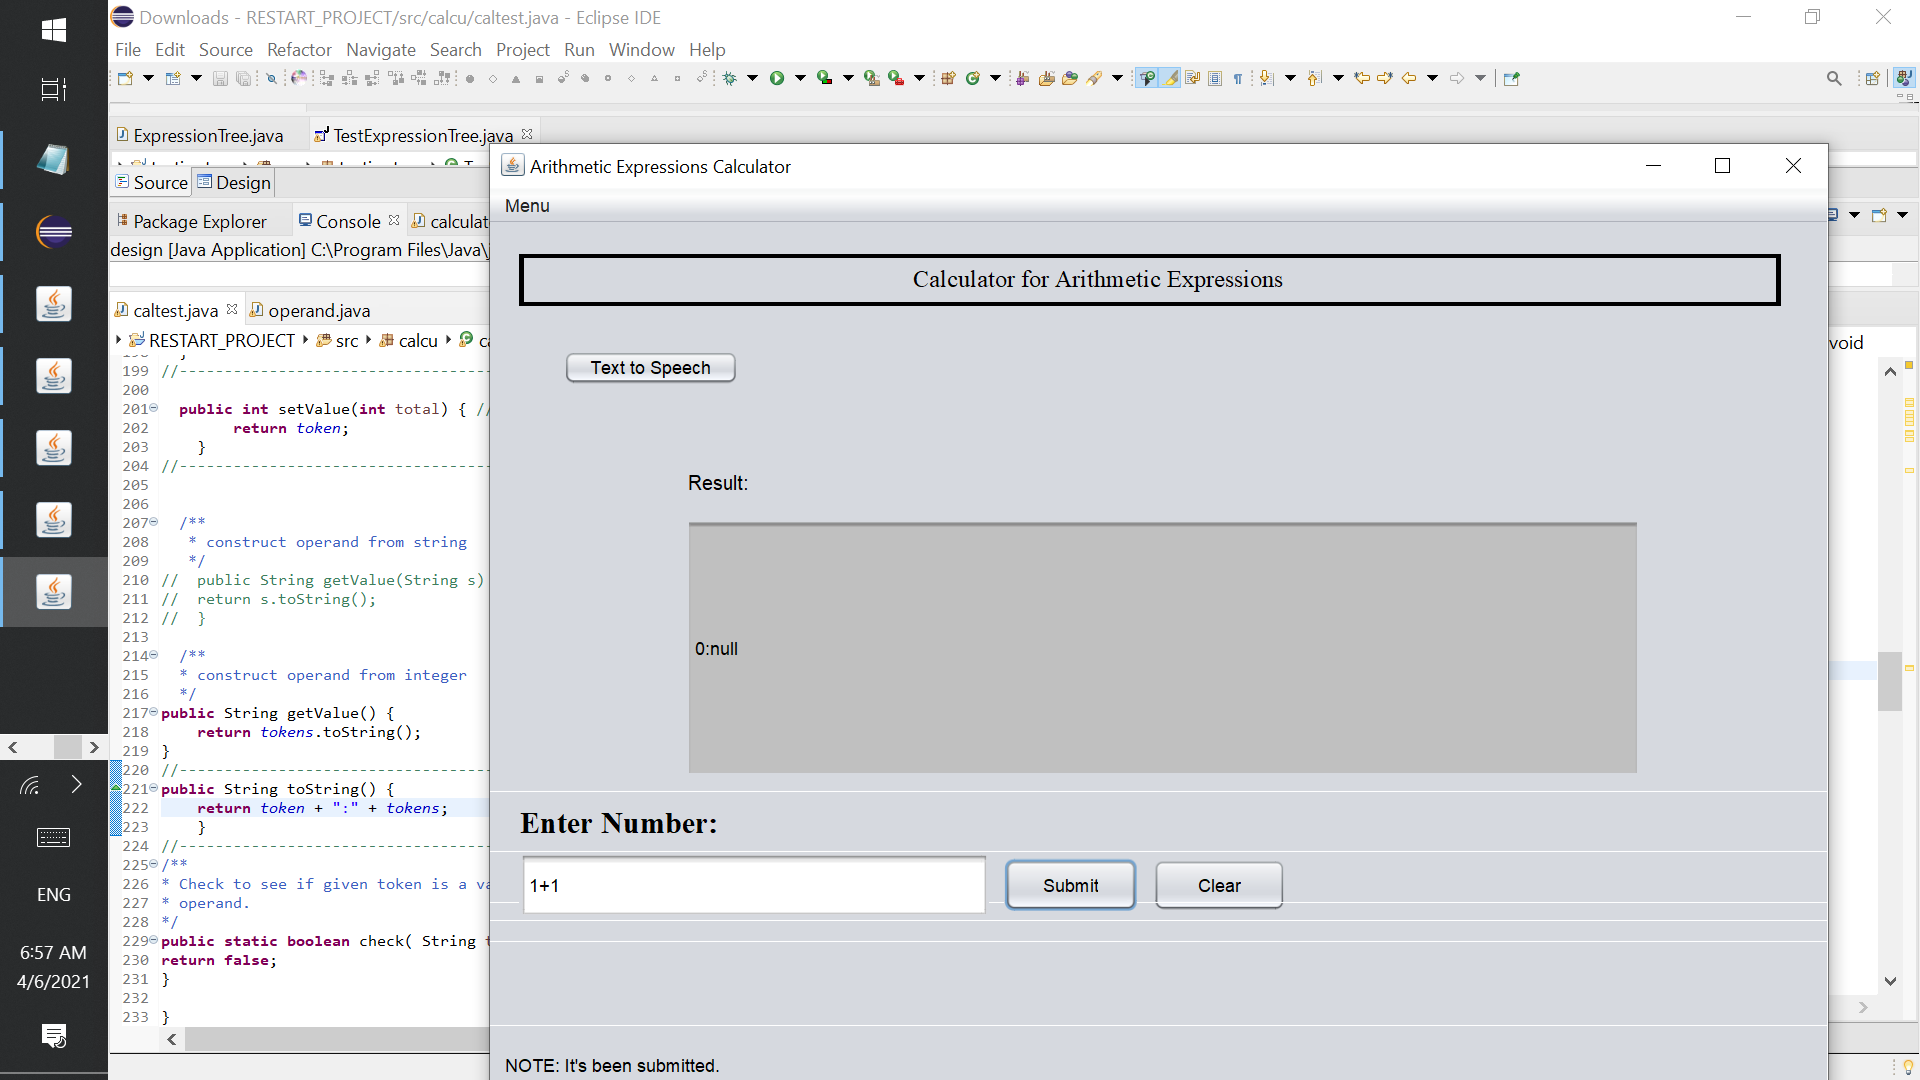 Downloads - RESTART_PROJECT/src/calcu/caltest.java - Eclipse IDE
File Edit Source Refactor Navigate Search Project Run Window Help
ExpressionTree.java TestExpressionTree.java
Source Design
Package Explorer Console calculat
design [Java Application] C:\Program Files\Java\
caltest.java operand.java
RESTART_PROJECT src calcu
void
199 //----------------------------------
200
201 public int setValue(int total) { //
202 return token;
203 }
204 //----------------------------------
205
206
207 /**
208 * construct operand from string
209 */
210 // public String getValue(String s)
211 // return s.toString();
212 // }
213
214 /**
215 * construct operand from integer
216 */
217 public String getValue() {
218 return tokens.toString();
219 }
220 //----------------------------------
221 public String toString() {
222 return token + ":" + tokens;
223 }
224 //----------------------------------
225 /**
226 * Check to see if given token is a va
227 * operand.
228 */
229 public static boolean check( String t
230 return false;
231 }
232
233 }
Arithmetic Expressions Calculator
Menu
Calculator for Arithmetic Expressions
Text to Speech
Result:
0:null
Enter Number:
1+1
Submit Clear
NOTE: It's been submitted.
ENG
6:57 AM
4/6/2021